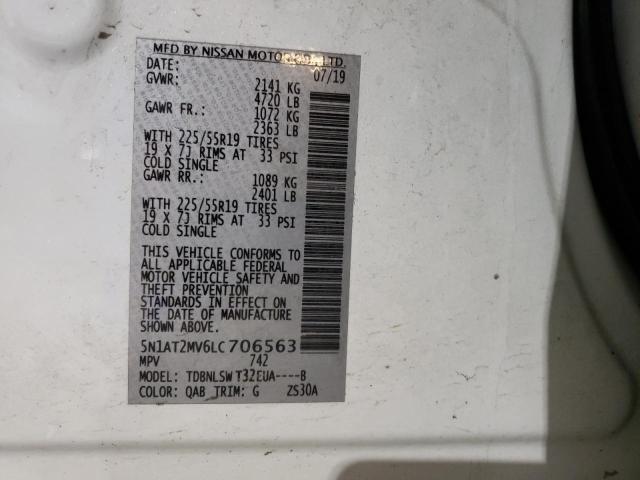 MFD BY NISSAN MOTOR CO., LTD.
DATE: 07/19
GVWR: 2141 KG
4720 LB
GAWR FR.: 1072 KG
2363 LB
WITH 225/55R19 TIRES
19 X 7J RIMS AT 33 PSI
COLD SINGLE
GAWR RR.: 1089 KG
2401 LB
WITH 225/55R19 TIRES
19 X 7J RIMS AT 33 PSI
COLD SINGLE
THIS VEHICLE CONFORMS TO
ALL APPLICABLE FEDERAL
MOTOR VEHICLE SAFETY AND
THEFT PREVENTION
STANDARDS IN EFFECT ON
THE DATE OF MANUFACTURE
SHOWN ABOVE.
5N1AT2MV6LC706563
MPV 742
MODEL: TDBNLSW T32EUA----B
COLOR: QAB TRIM: G ZS30A